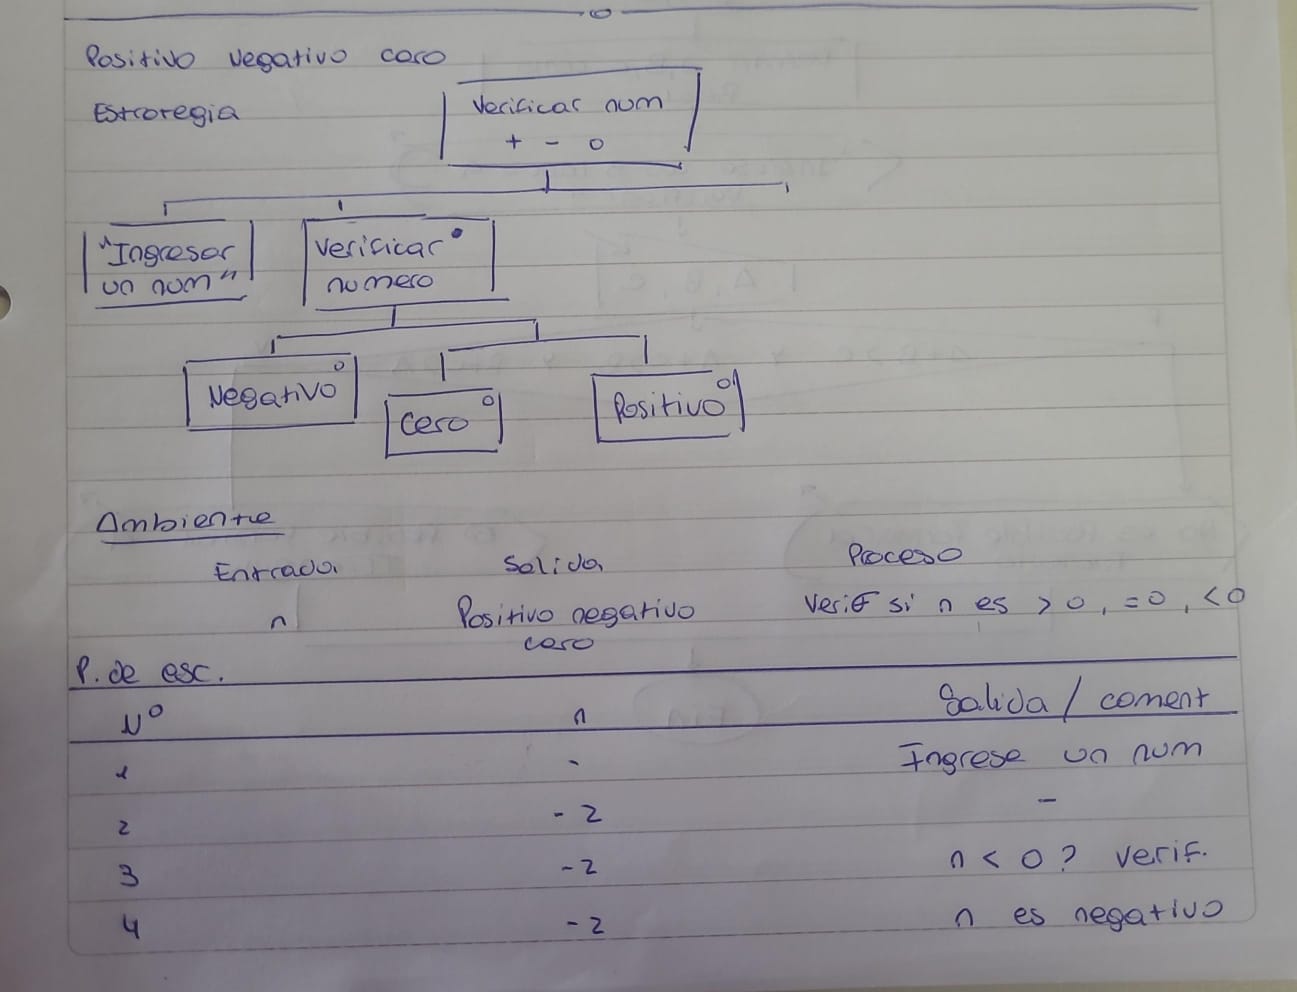 Positivo negativo cero
Estrategia
Verificar num
+ - 0
"Ingresar
un num"
Verificar
numero
Negativo
Cero
Positivo
Ambiente
Entrada Salida Proceso
n Positivo negativo Verif si n es > 0, =0, <0
cero
P. de esc.
Nº n Salida / coment
1 - Ingrese un num
2 -2 -
3 -2 n < 0? verif.
4 -2 n es negativo